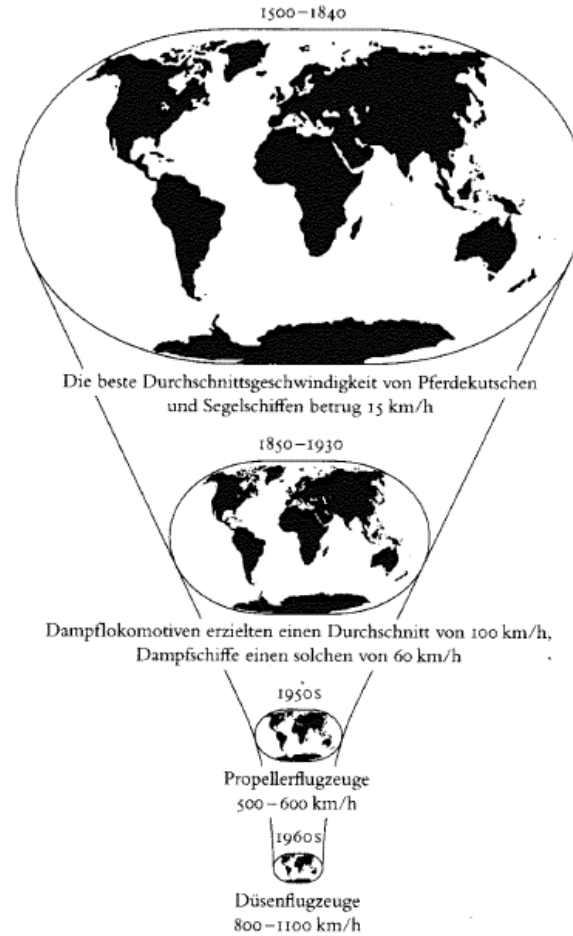 1500–1840
Die beste Durchschnittsgeschwindigkeit von Pferdekutschen
und Segelschiffen betrug 15 km/h
1850–1930
Dampflokomotiven erzielten einen Durchschnitt von 100 km/h,
Dampfschiffe einen solchen von 60 km/h
1950s
Propellerflugzeuge
500–600 km/h
1960s
Düsenflugzeuge
800–1100 km/h